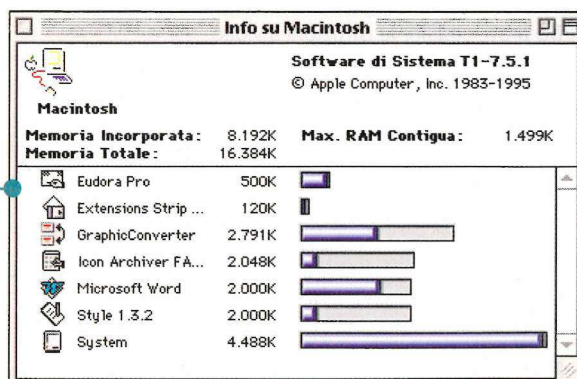 Info su Macintosh
Software di Sistema T1-7.5.1
© Apple Computer, Inc. 1983-1995
Macintosh
Memoria Incorporata: 8.192K Max. RAM Contigua: 1.499K
Memoria Totale: 16.384K
Eudora Pro 500K
Extensions Strip ... 120K
GraphicConverter 2.791K
Icon Archiver FA... 2.048K
Microsoft Word 2.000K
Style 1.3.2 2.000K
System 4.488K